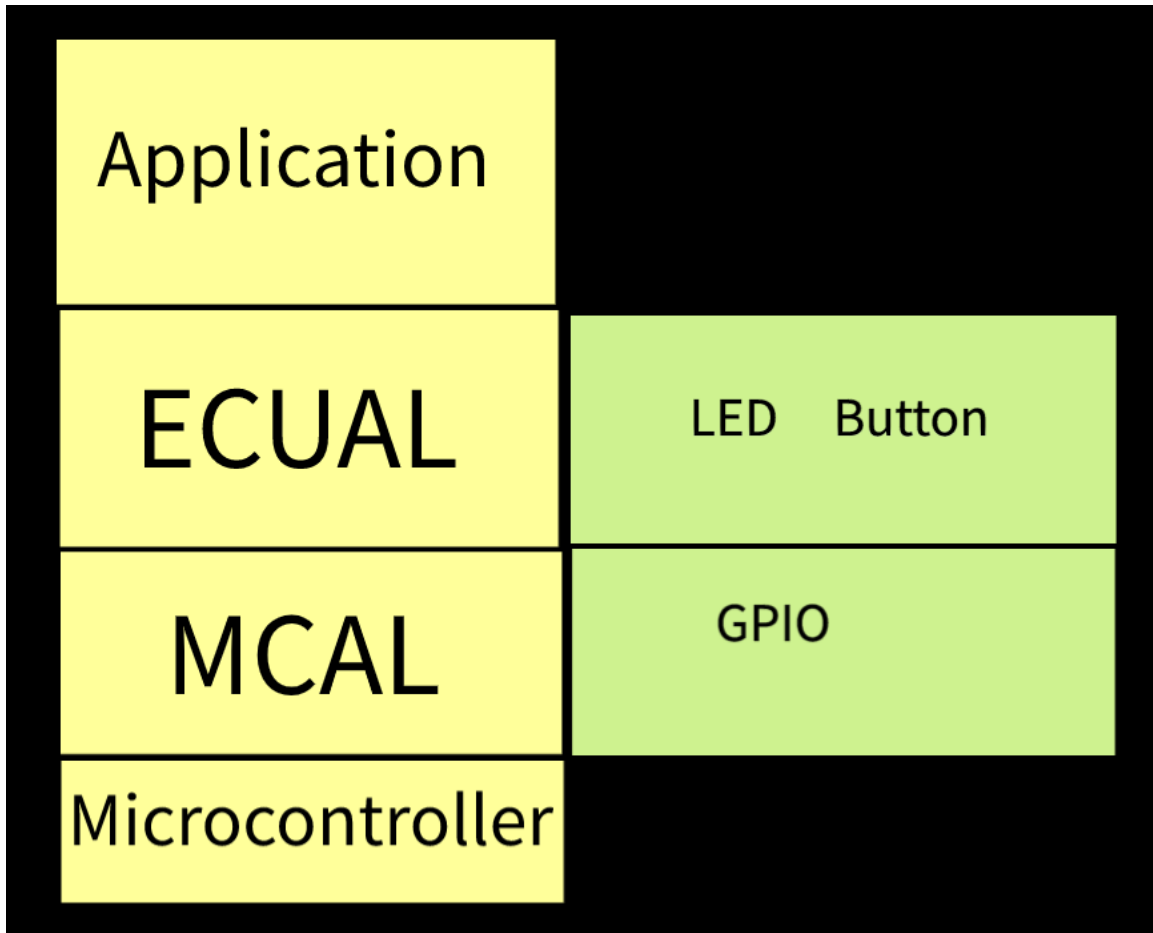 Application
ECUAL
LED Button
MCAL
GPIO
Microcontroller